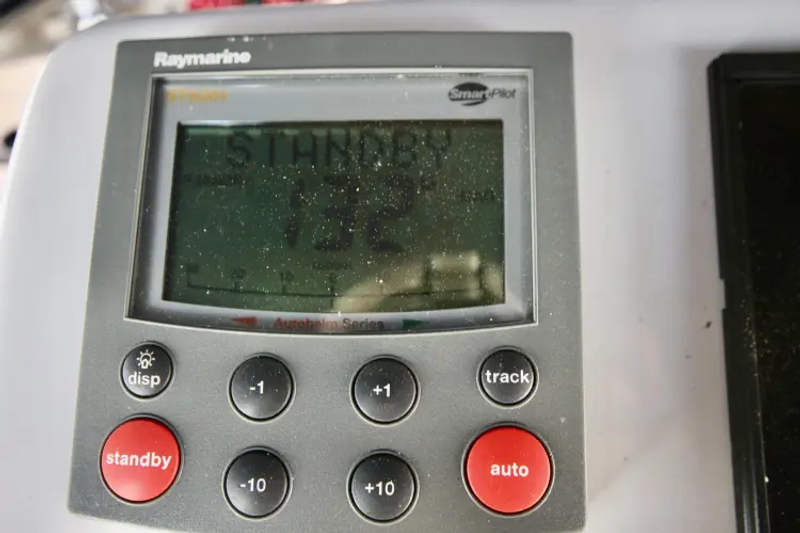 Raymarine
SmartPilot
STANDBY
132°
Autohelm Series
disp
-1
+1
track
standby
-10
+10
auto